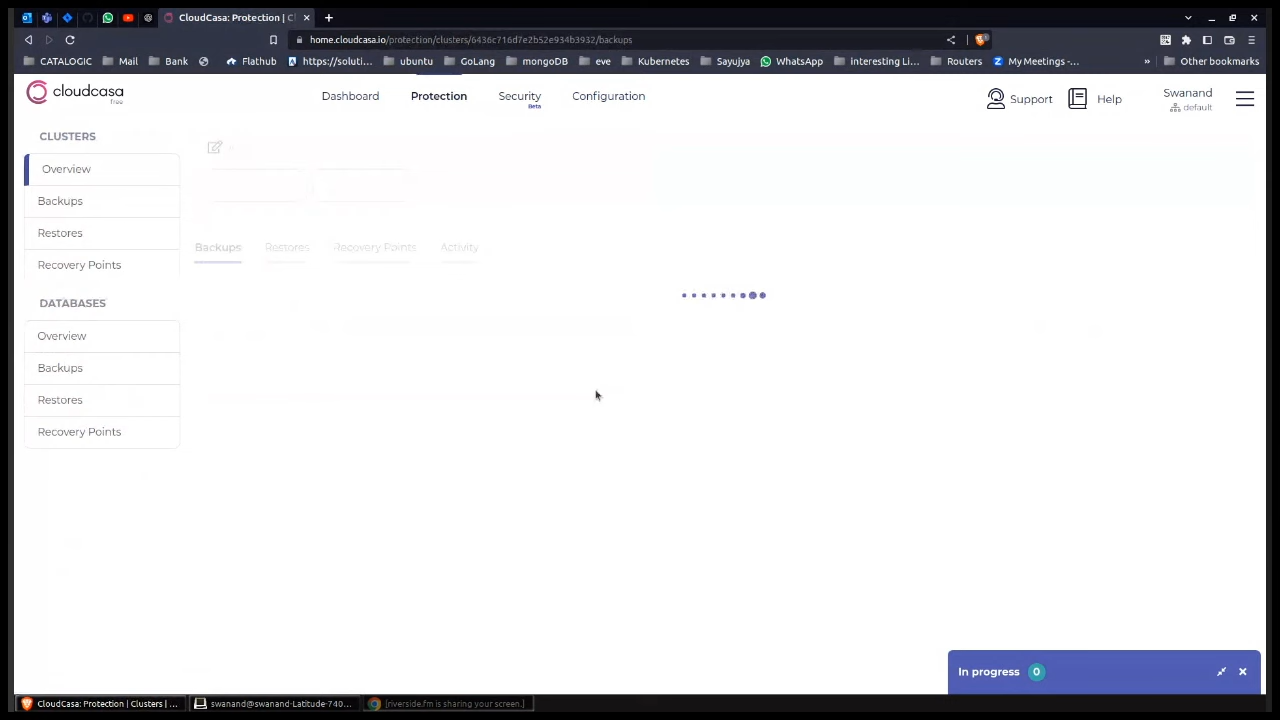 CloudCasa: Protection | C
home.cloudcasa.io/protection/clusters/6436c716d7e2b52e934b3932/backups
CATALOGIC Mail Bank Flathub https://soluti... ubuntu GoLang mongoDB eve Kubernetes Sayujya WhatsApp interesting Li... Routers My Meetings -... » Other bookmarks
cloudcasa
free
Dashboard Protection Security Configuration
Beta
Support Help
Swanand
default
CLUSTERS
Overview
Backups
Restores
Recovery Points
DATABASES
Overview
Backups
Restores
Recovery Points
Backups Restores Recovery Points Activity
In progress 0
CloudCasa: Protection | Clusters | ...
swanand@swanand-Latitude-740...
[riverside.fm is sharing your screen.]